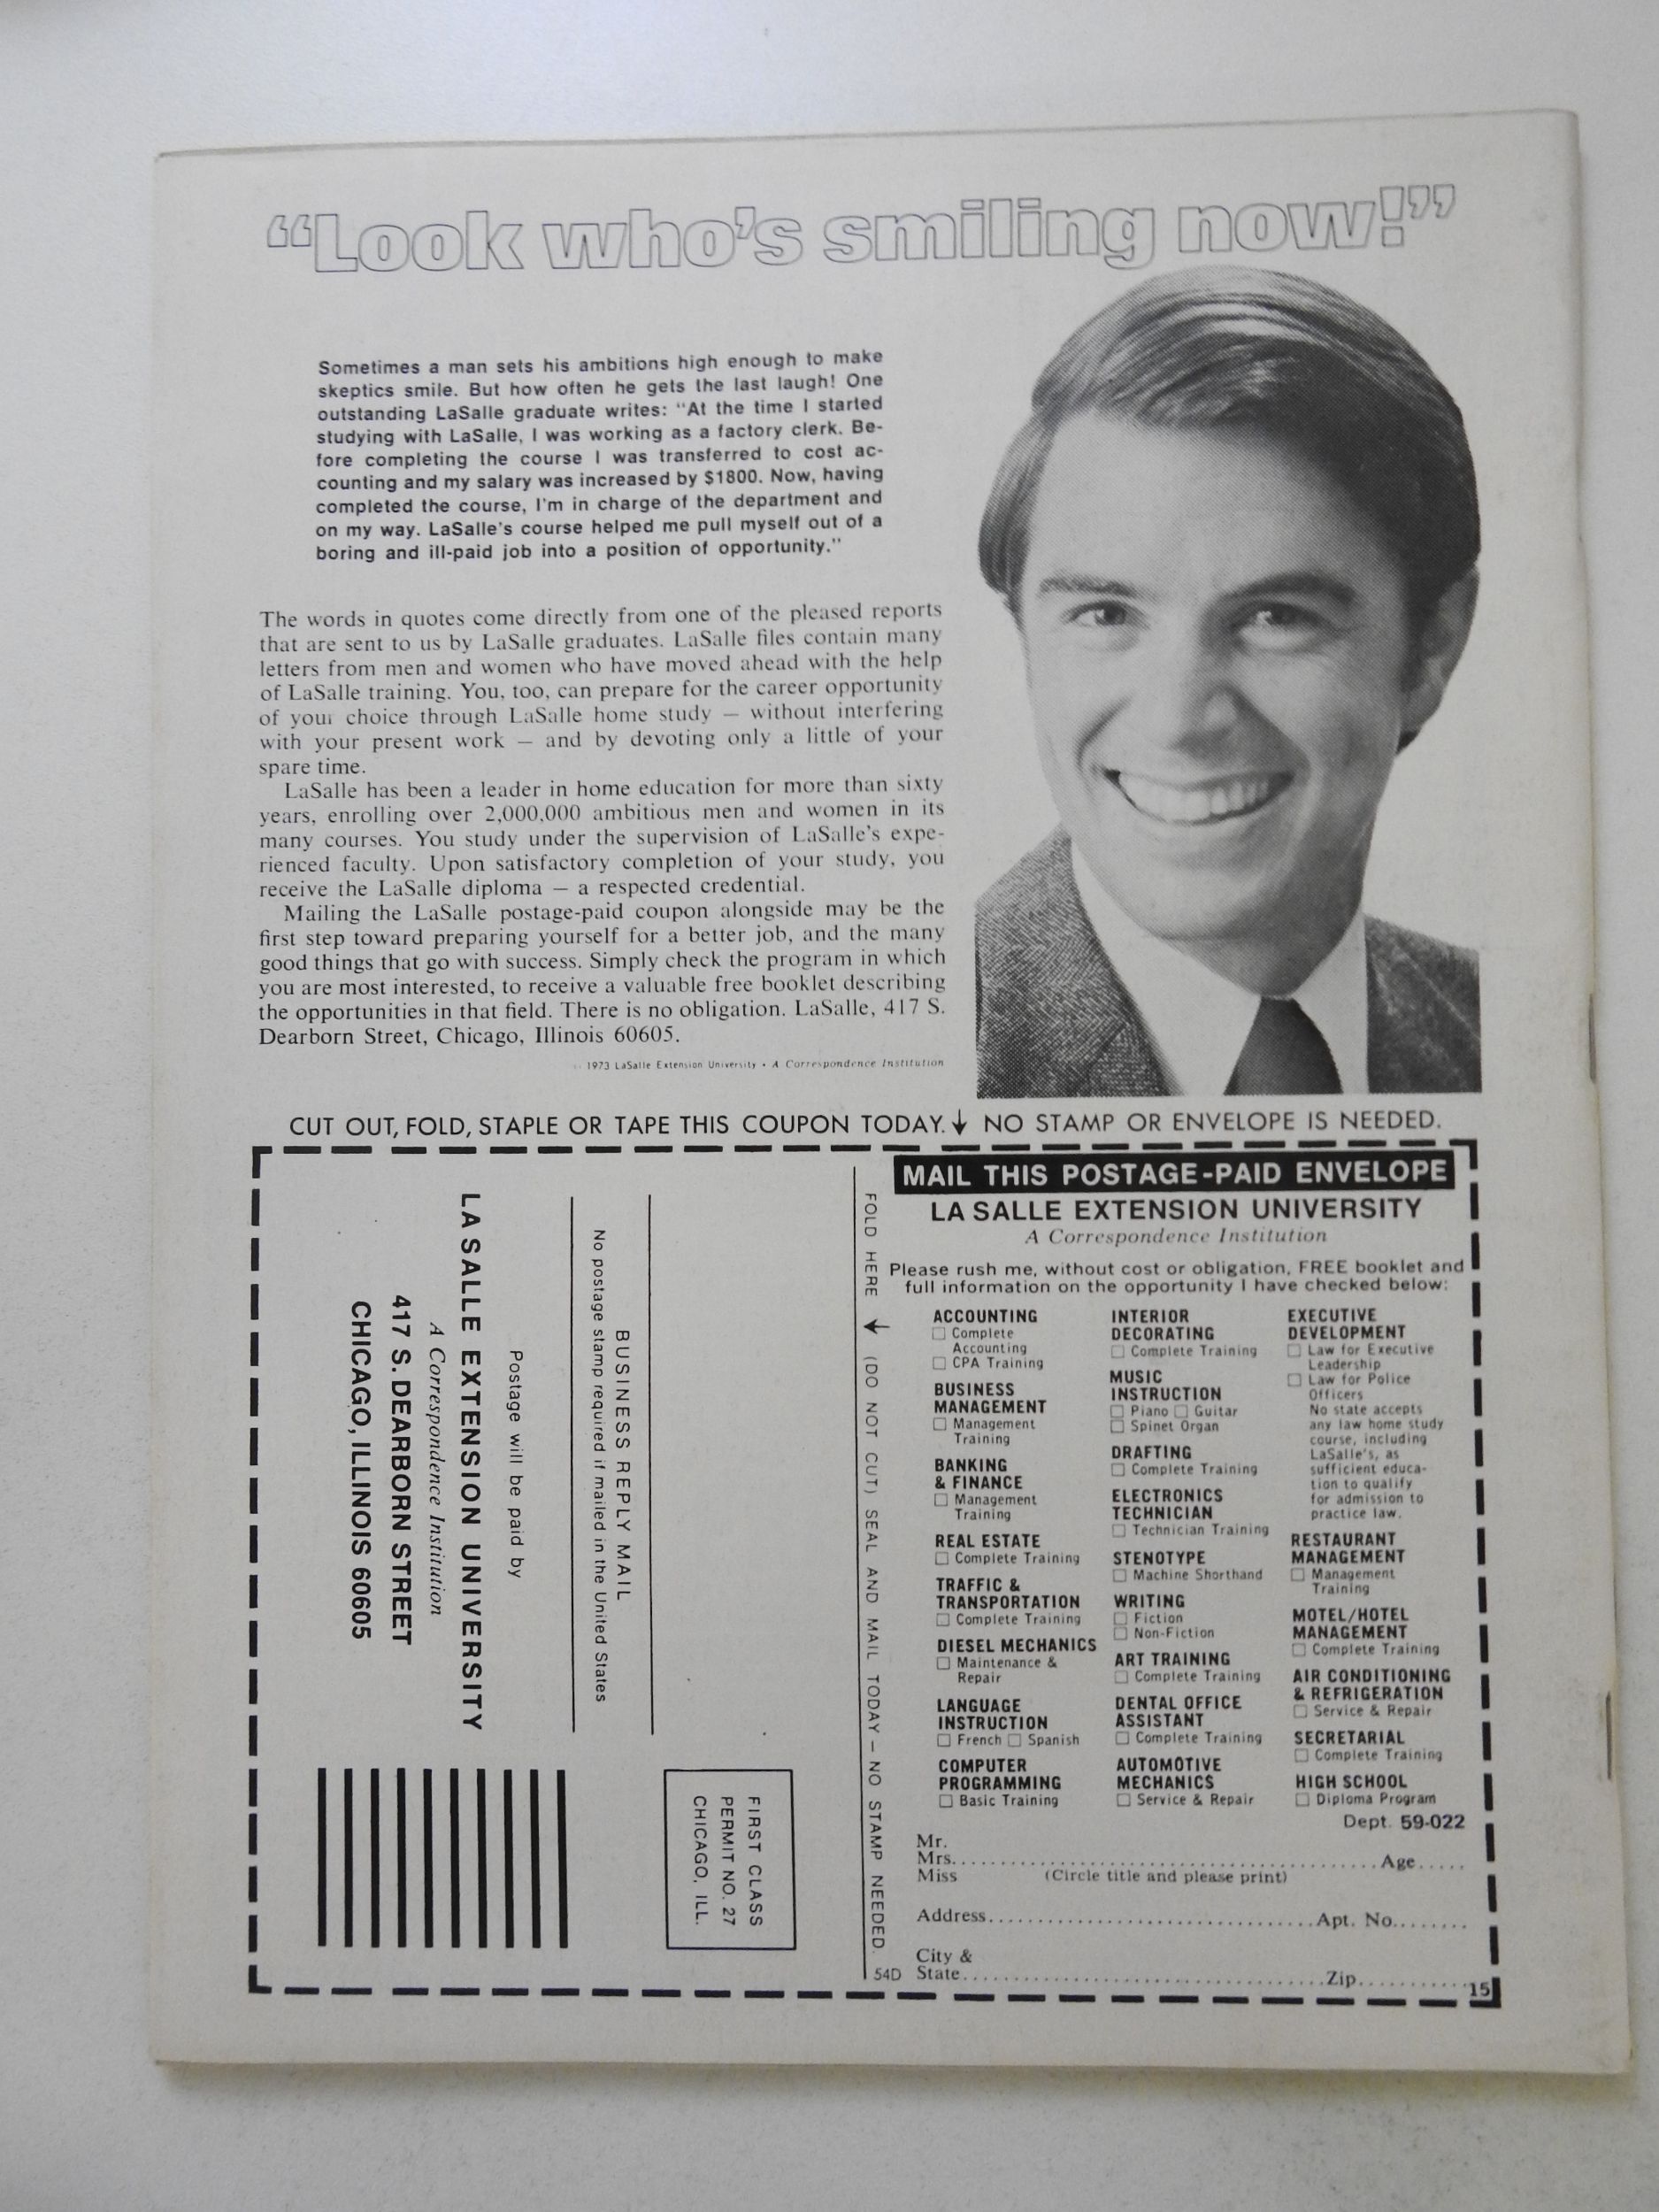 “Look who's smiling now!”
Sometimes a man sets his ambitions high enough to make
skeptics smile. But how often he gets the last laugh! One
outstanding LaSalle graduate writes: “At the time I started
studying with LaSalle, I was working as a factory clerk. Be-
fore completing the course I was transferred to cost ac-
counting and my salary was increased by $1800. Now, having
completed the course, I'm in charge of the department and
on my way. LaSalle's course helped me pull myself out of a
boring and ill-paid job into a position of opportunity.”
The words in quotes come directly from one of the pleased reports
that are sent to us by LaSalle graduates. LaSalle files contain many
letters from men and women who have moved ahead with the help
of LaSalle training. You, too, can prepare for the career opportunity
of your choice through LaSalle home study — without interfering
with your present work — and by devoting only a little of your
spare time.
LaSalle has been a leader in home education for more than sixty
years, enrolling over 2,000,000 ambitious men and women in its
many courses. You study under the supervision of LaSalle's expe-
rienced faculty. Upon satisfactory completion of your study, you
receive the LaSalle diploma — a respected credential.
Mailing the LaSalle postage-paid coupon alongside may be the
first step toward preparing yourself for a better job, and the many
good things that go with success. Simply check the program in which
you are most interested, to receive a valuable free booklet describing
the opportunities in that field. There is no obligation. LaSalle, 417 S.
Dearborn Street, Chicago, Illinois 60605.
© 1973 LaSalle Extension University • A Correspondence Institution
CUT OUT, FOLD, STAPLE OR TAPE THIS COUPON TODAY. ↓ NO STAMP OR ENVELOPE IS NEEDED.
FIRST CLASS
PERMIT NO. 27
CHICAGO, ILL.
BUSINESS REPLY MAIL
No postage stamp required if mailed in the United States
Postage will be paid by
LA SALLE EXTENSION UNIVERSITY
A Correspondence Institution
417 S. DEARBORN STREET
CHICAGO, ILLINOIS 60605
FOLD HERE ↓ (DO NOT CUT) SEAL AND MAIL TODAY — NO STAMP NEEDED.
54D
MAIL THIS POSTAGE-PAID ENVELOPE
LA SALLE EXTENSION UNIVERSITY
A Correspondence Institution
Please rush me, without cost or obligation, FREE booklet and
full information on the opportunity I have checked below:
ACCOUNTING
☐ Complete
Accounting
☐ CPA Training
BUSINESS
MANAGEMENT
☐ Management
Training
BANKING
& FINANCE
☐ Management
Training
REAL ESTATE
☐ Complete Training
TRAFFIC &
TRANSPORTATION
☐ Complete Training
DIESEL MECHANICS
☐ Maintenance &
Repair
LANGUAGE
INSTRUCTION
☐ French ☐ Spanish
COMPUTER
PROGRAMMING
☐ Basic Training
INTERIOR
DECORATING
☐ Complete Training
MUSIC
INSTRUCTION
☐ Piano ☐ Guitar
☐ Spinet Organ
DRAFTING
☐ Complete Training
ELECTRONICS
TECHNICIAN
☐ Technician Training
STENOTYPE
☐ Machine Shorthand
WRITING
☐ Fiction
☐ Non-Fiction
ART TRAINING
☐ Complete Training
DENTAL OFFICE
ASSISTANT
☐ Complete Training
AUTOMOTIVE
MECHANICS
☐ Service & Repair
EXECUTIVE
DEVELOPMENT
☐ Law for Executive
Leadership
☐ Law for Police
Officers
No state accepts
any law home study
course, including
LaSalle's, as
sufficient educa-
tion to qualify
for admission to
practice law.
RESTAURANT
MANAGEMENT
☐ Management
Training
MOTEL/HOTEL
MANAGEMENT
☐ Complete Training
AIR CONDITIONING
& REFRIGERATION
☐ Service & Repair
SECRETARIAL
☐ Complete Training
HIGH SCHOOL
☐ Diploma Program
Dept. 59-022
Mr.
Mrs. Age
Miss (Circle title and please print)
Address Apt. No.
City &
State Zip
15